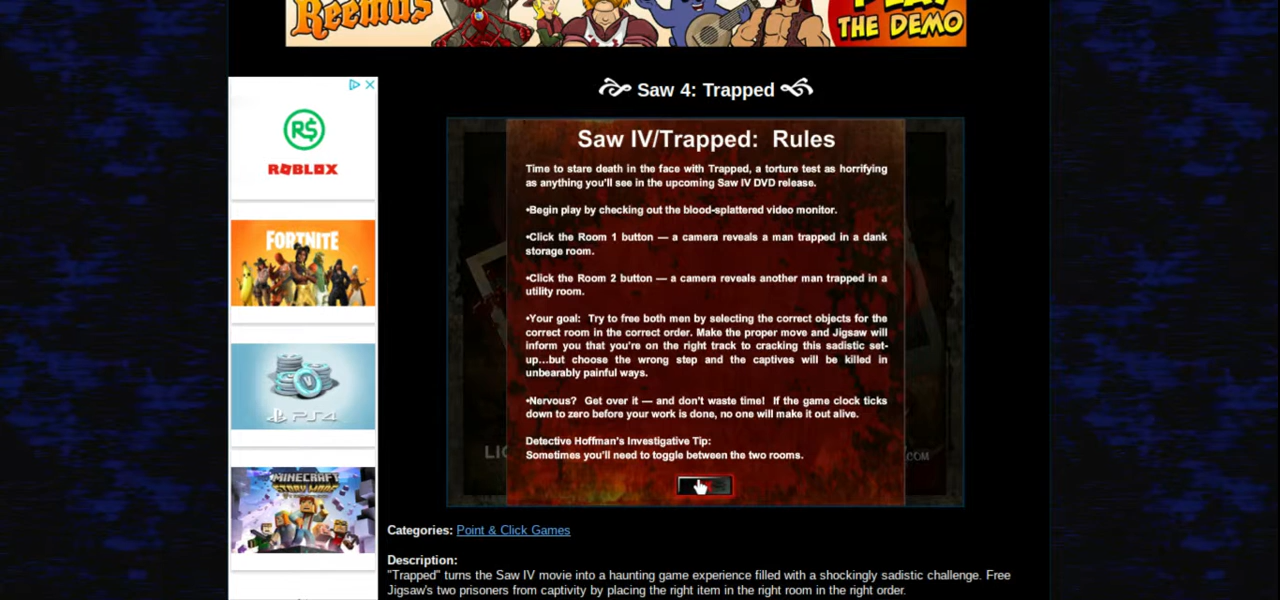 Reemus
PLAY
THE DEMO
Saw 4: Trapped
R$
ROBLOX
Saw IV/Trapped: Rules
Time to stare death in the face with Trapped, a torture test as horrifying
as anything you'll see in the upcoming Saw IV DVD release.
•Begin play by checking out the blood-splattered video monitor.
•Click the Room 1 button — a camera reveals a man trapped in a dank
storage room.
•Click the Room 2 button — a camera reveals another man trapped in a
utility room.
•Your goal: Try to free both men by selecting the correct objects for the
correct room in the correct order. Make the proper move and Jigsaw will
inform you that you're on the right track to cracking this sadistic set-
up...but choose the wrong step and the captives will be killed in
unbearably painful ways.
•Nervous? Get over it — and don't waste time! If the game clock ticks
down to zero before your work is done, no one will make it out alive.
Detective Hoffman's Investigative Tip:
Sometimes you'll need to toggle between the two rooms.
LIO
.COM
FORTNITE
V
PS4
MINECRAFT
STORY MODE
Categories: Point & Click Games
Description:
"Trapped" turns the Saw IV movie into a haunting game experience filled with a shockingly sadistic challenge. Free
Jigsaw's two prisoners from captivity by placing the right item in the right room in the right order.